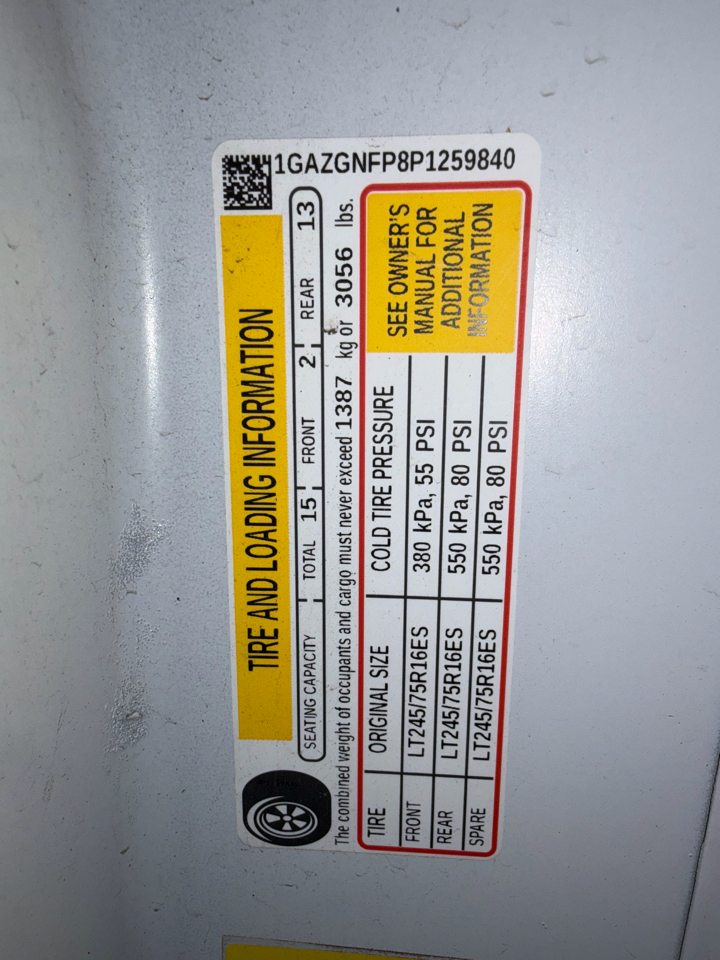 1GAZGNFP8P1259840
TIRE AND LOADING INFORMATION
SEATING CAPACITY TOTAL 15 FRONT 2 REAR 13
The combined weight of occupants and cargo must never exceed 1387 kg or 3056 lbs.
TIRE ORIGINAL SIZE COLD TIRE PRESSURE
FRONT LT245/75R16ES 380 kPa, 55 PSI
REAR LT245/75R16ES 550 kPa, 80 PSI
SPARE LT245/75R16ES 550 kPa, 80 PSI
SEE OWNER'S
MANUAL FOR
ADDITIONAL
INFORMATION